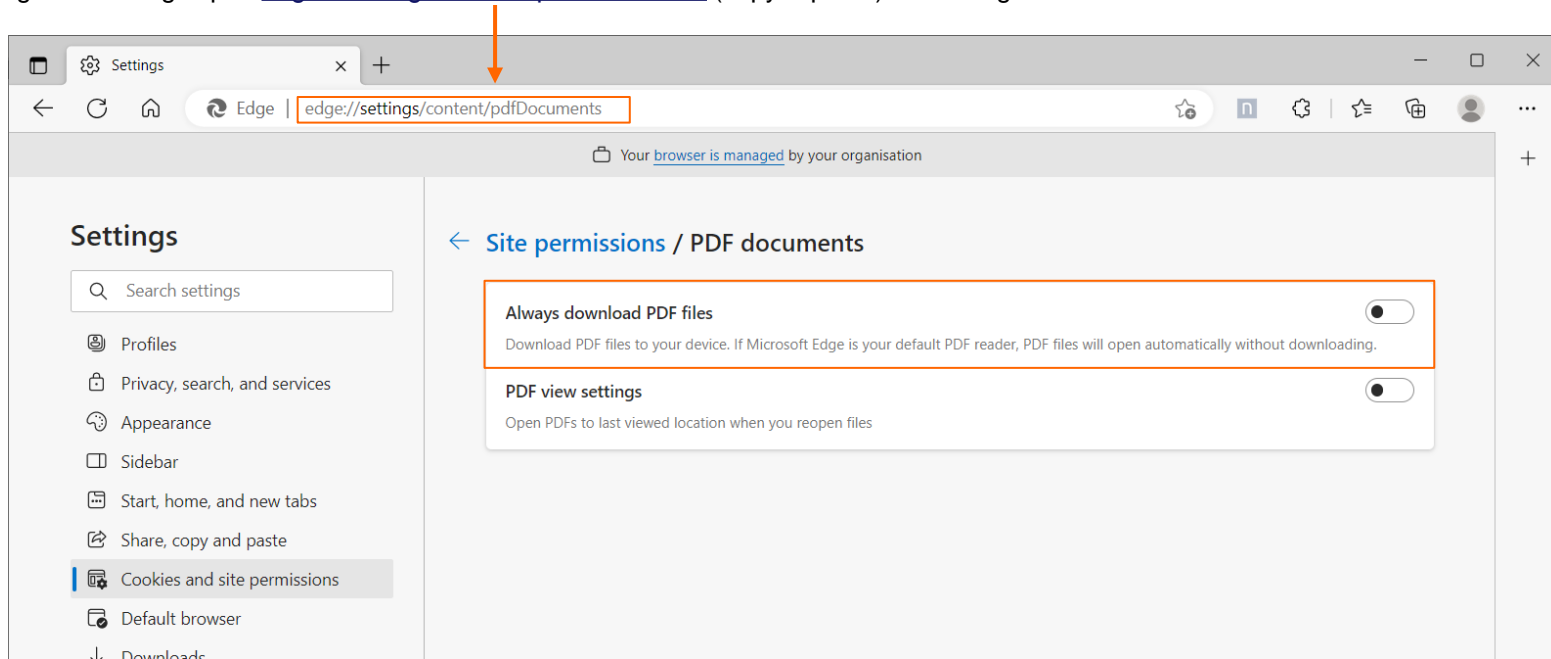 (
Settings
Edge | edge://settings/content/pdfDocuments
Your browser is managed by your organisation
Settings
Site permissions / PDF documents
Search settings
Always download PDF files
Download PDF files to your device. If Microsoft Edge is your default PDF reader, PDF files will open automatically without downloading.
Profiles
Privacy, search, and services
PDF view settings
Open PDFs to last viewed location when you reopen files
Appearance
Sidebar
Start, home, and new tabs
Share, copy and paste
Cookies and site permissions
Default browser
Downloads